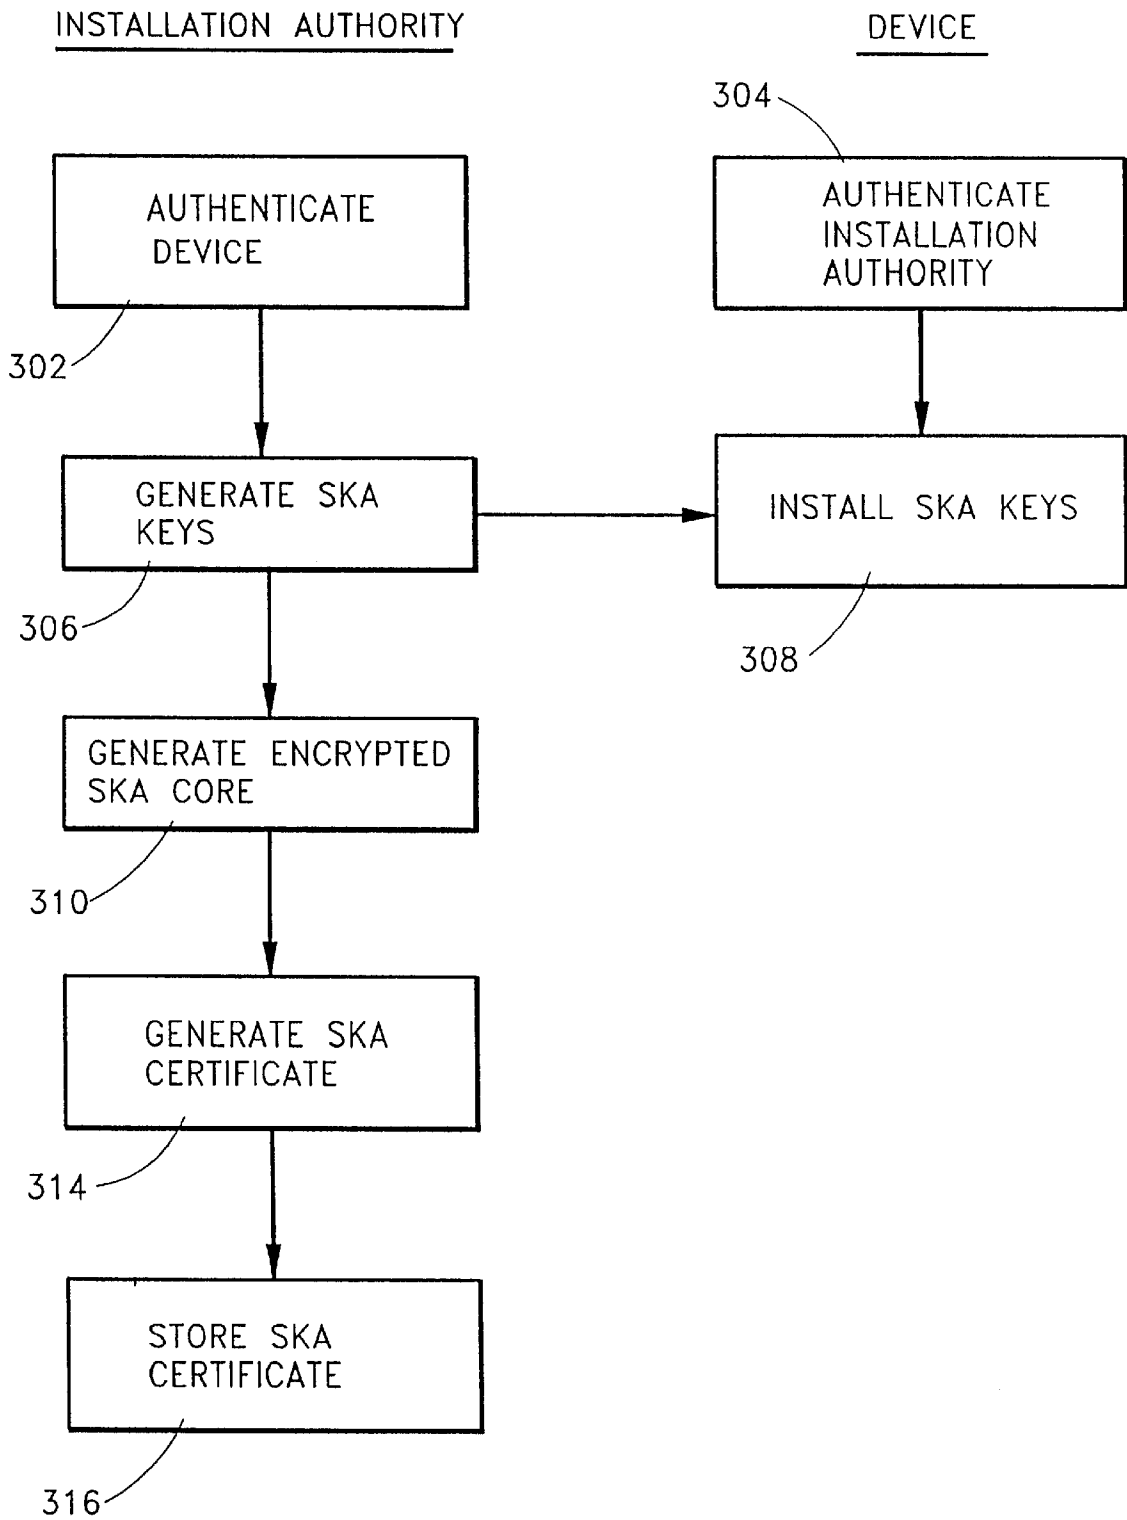 INSTALLATION AUTHORITY
DEVICE
304
AUTHENTICATE
DEVICE
AUTHENTICATE
INSTALLATION
AUTHORITY
302
GENERATE SKA
KEYS
INSTALL SKA KEYS
306
308
GENERATE ENCRYPTED
SKA CORE
310
GENERATE SKA
CERTIFICATE
314
STORE SKA
CERTIFICATE
316